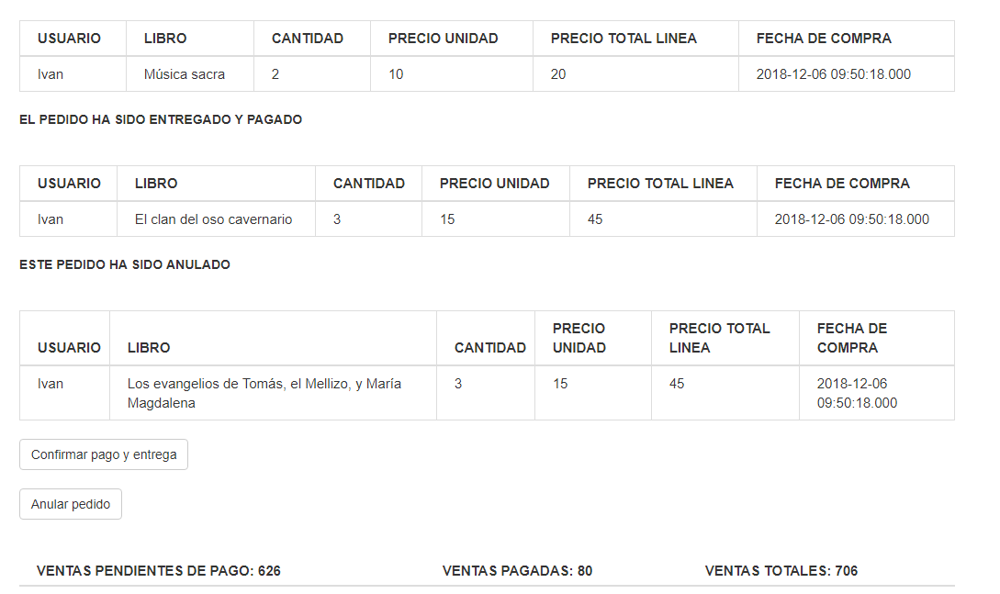 USUARIO LIBRO CANTIDAD PRECIO UNIDAD PRECIO TOTAL LINEA FECHA DE COMPRA
Ivan Música sacra 2 10 20 2018-12-06 09:50:18.000
EL PEDIDO HA SIDO ENTREGADO Y PAGADO
USUARIO LIBRO CANTIDAD PRECIO UNIDAD PRECIO TOTAL LINEA FECHA DE COMPRA
Ivan El clan del oso cavernario 3 15 45 2018-12-06 09:50:18.000
ESTE PEDIDO HA SIDO ANULADO
USUARIO LIBRO CANTIDAD PRECIO UNIDAD PRECIO TOTAL LINEA FECHA DE COMPRA
Ivan Los evangelios de Tomás, el Mellizo, y María Magdalena 3 15 45 2018-12-06 09:50:18.000
Confirmar pago y entrega
Anular pedido
VENTAS PENDIENTES DE PAGO: 626 VENTAS PAGADAS: 80 VENTAS TOTALES: 706